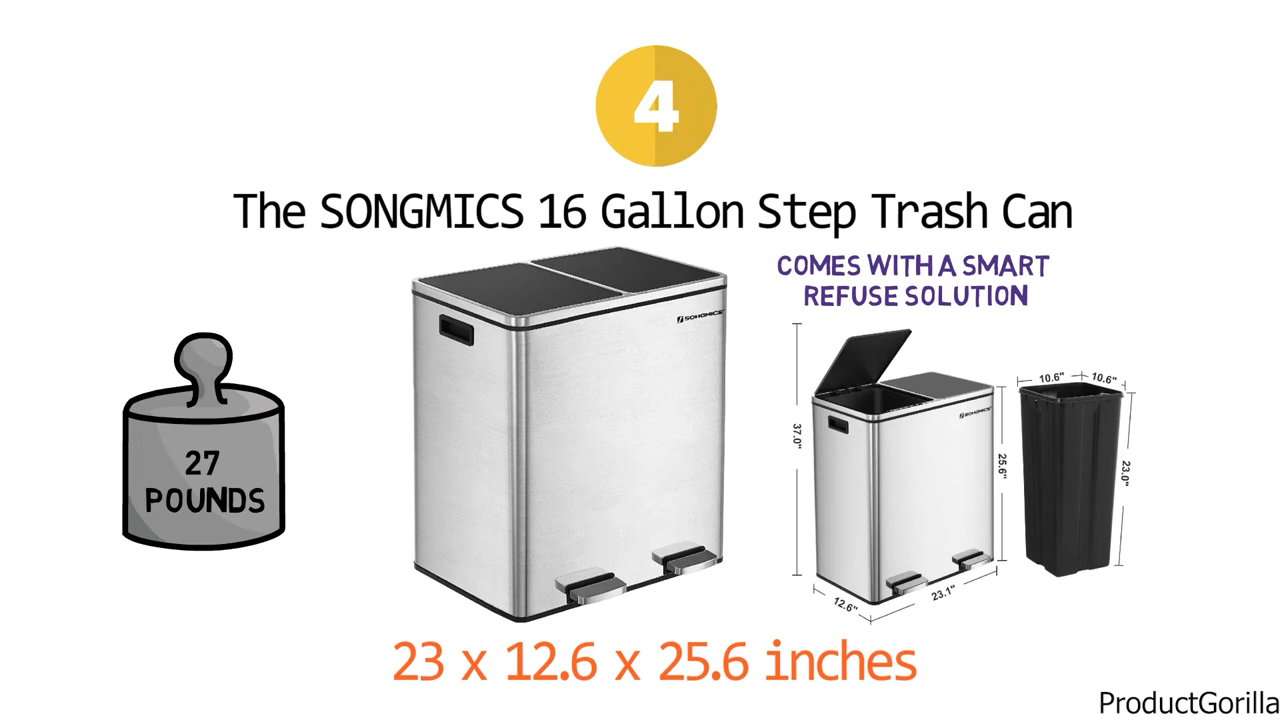 4
The SONGMICS 16 Gallon Step Trash Can
COMES WITH A SMART
REFUSE SOLUTION
SONGMICS
27
POUNDS
37.0"
SONGMICS
25.6"
12.6"
23.1"
10.6"
10.6"
23.0"
23 x 12.6 x 25.6 inches
ProductGorilla